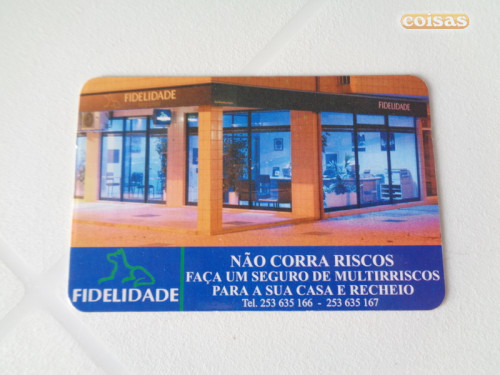 coisas
FIDELIDADE
FIDELIDADE
NÃO CORRA RISCOS
FAÇA UM SEGURO DE MULTIRRISCOS
PARA A SUA CASA E RECHEIO
Tel. 253 635 166 - 253 635 167
FIDELIDADE